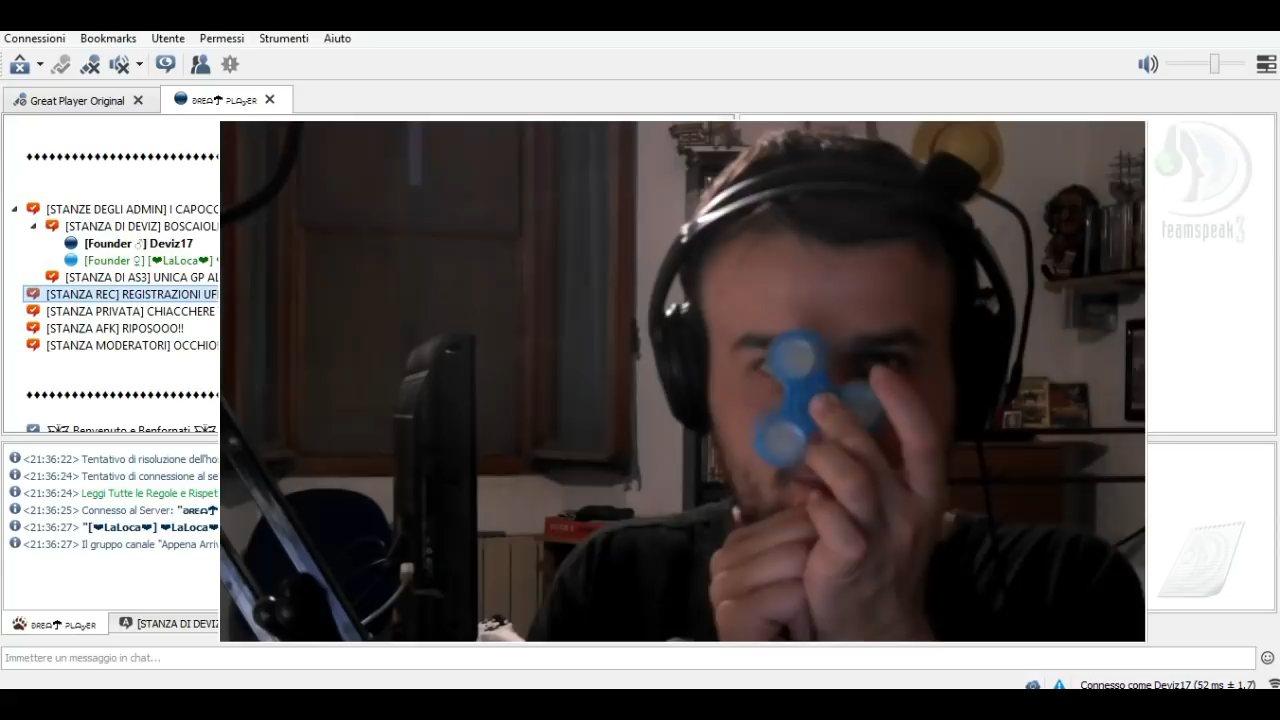 Connessioni Bookmarks Utente Permessi Strumenti Aiuto
Great Player Original
teamspeak3
[STANZE DEGLI ADMIN] I CAPOCC
[STANZA DI DEVIZ] BOSCAIOL
[Founder ♂] Deviz17
[Founder ♀] [❤LaLoca❤]
[STANZA DI AS3] UNICA GP AL
[STANZA REC] REGISTRAZIONI UF
[STANZA PRIVATA] CHIACCHERE
[STANZA AFK] RIPOSOOO!!
[STANZA MODERATORI] OCCHIO
Benvenuto e Benfornati
<21:36:22> Tentativo di risoluzione dell'ho
<21:36:24> Tentativo di connessione al se
<21:36:24> Leggi Tutte le Regole e Rispet
<21:36:25> Connesso al Server: "
<21:36:27> "[❤LaLoca❤] ❤LaLoca❤
<21:36:27> Il gruppo canale "Appena Arriv
[STANZA DI DEVIZ
Immettere un messaggio in chat...
Connesso come Deviz17 (52 ms ± 1.7)